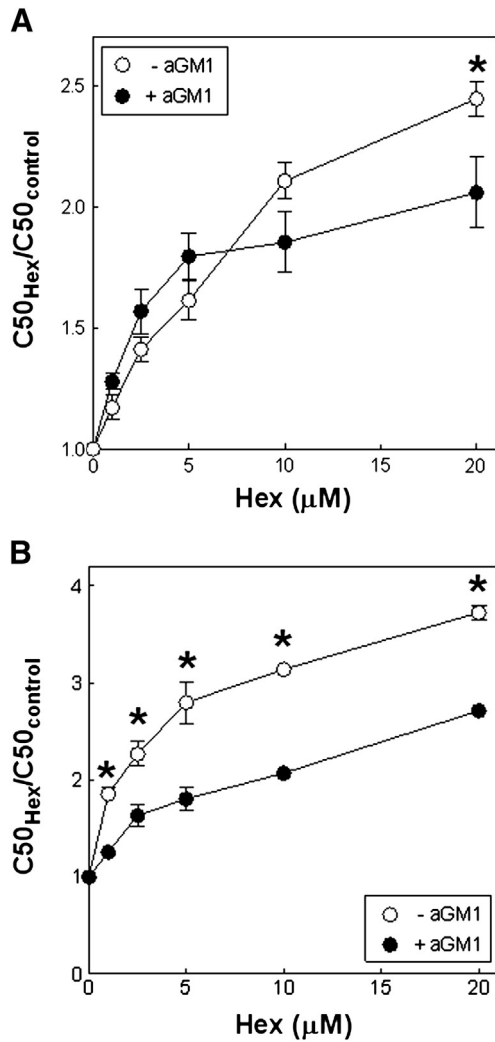 A
- aGM1
+ aGM1
*
2.5
2.0
1.5
1.0
C50Hex/C50control
0 5 10 15 20
Hex (μM)
B
4
3
2
1
0
C50Hex/C50control
* * * * *
- aGM1
+ aGM1
0 5 10 15 20
Hex (μM)